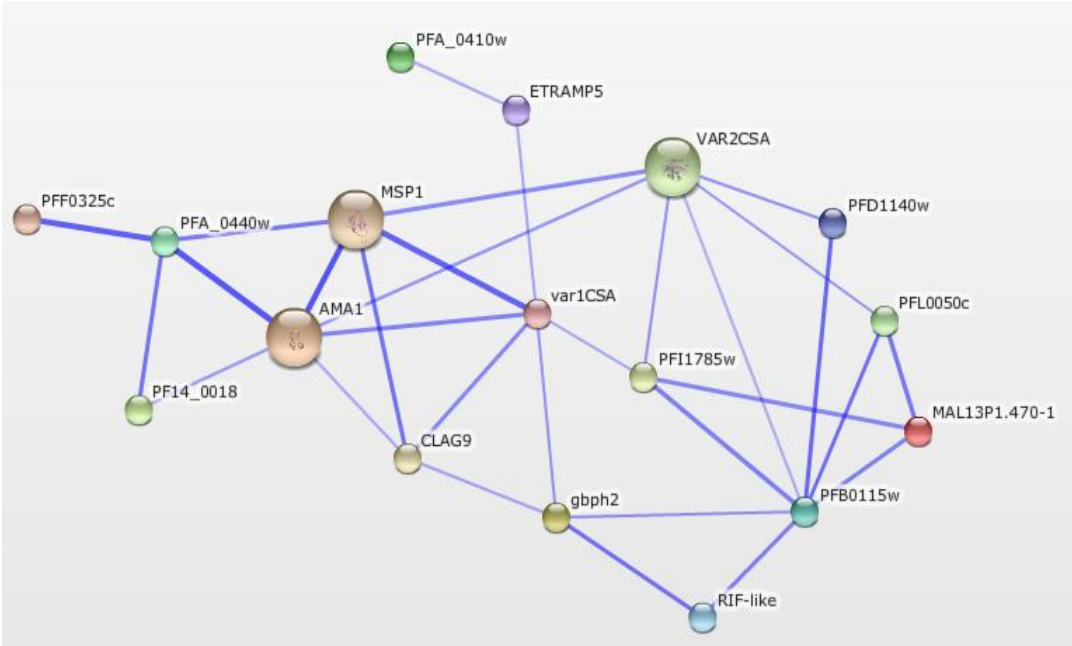 PFA_0410w
ETRAMP5
VAR2CSA
MSP1
PFF0325c
PFD1140w
PFA_0440w
var1CSA
AMA1
PFL0050c
PFI1785w
PF14_0018
MAL13P1.470-1
CLAG9
PFB0115w
gbph2
RIF-like